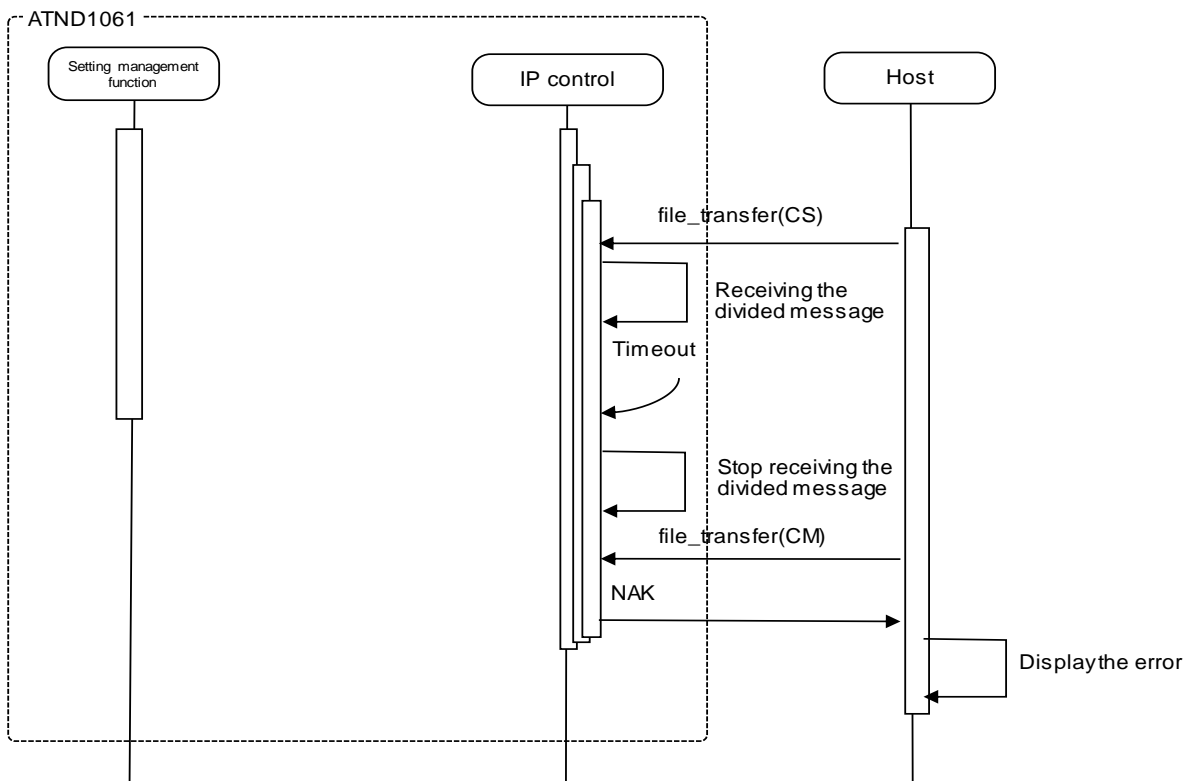 ATND1061
Setting management
function
IP control
Host
file_transfer(CS)
Receiving the
divided message
Timeout
Stop receiving the
divided message
file_transfer(CM)
NAK
Display the error